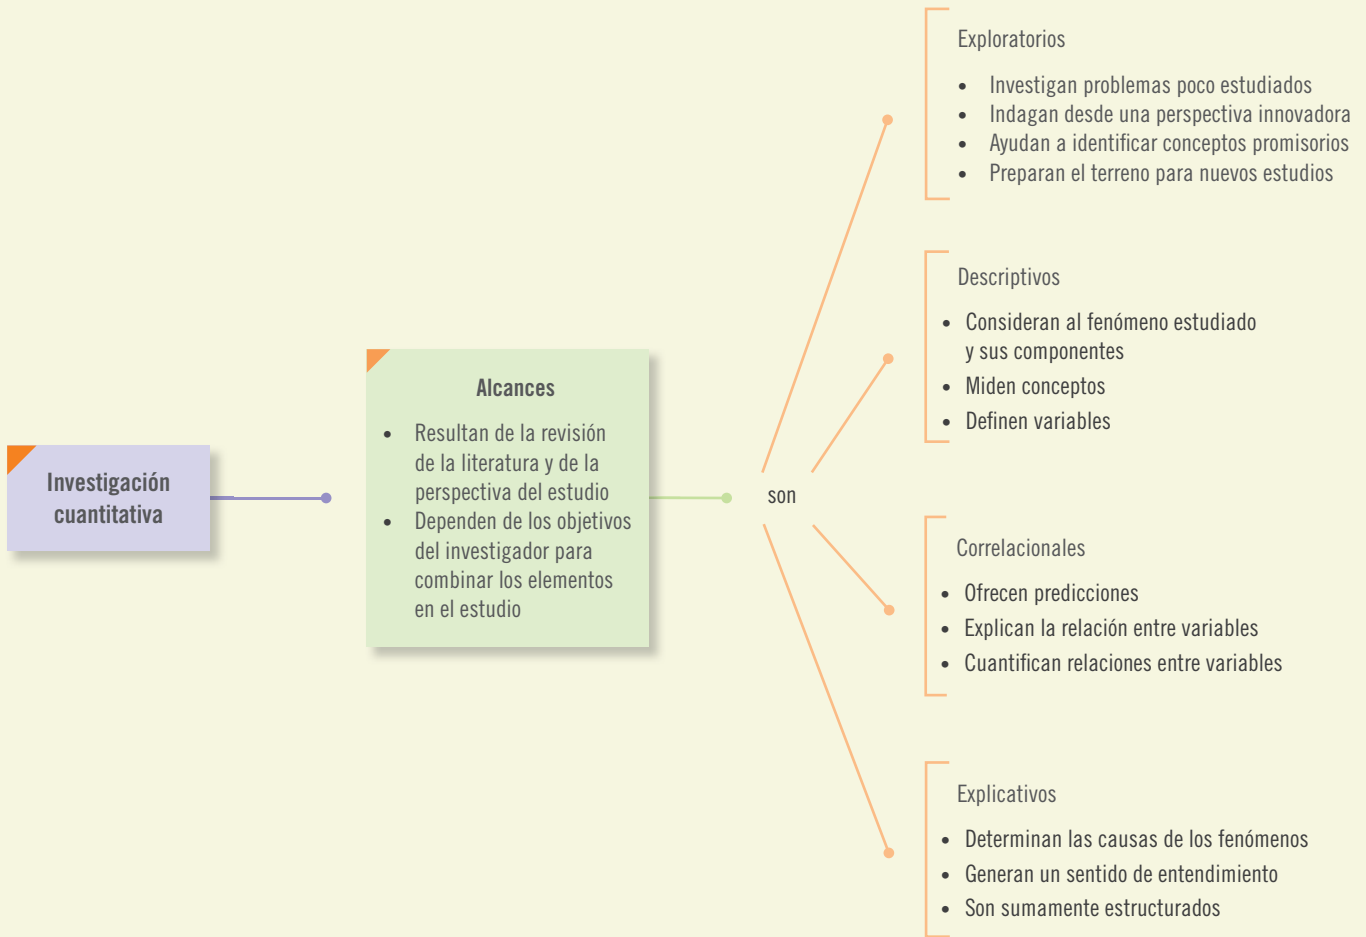 Investigación
cuantitativa
Alcances
• Resultan de la revisión
de la literatura y de la
perspectiva del estudio
• Dependen de los objetivos
del investigador para
combinar los elementos
en el estudio
son
Exploratorios
• Investigan problemas poco estudiados
• Indagan desde una perspectiva innovadora
• Ayudan a identificar conceptos promisorios
• Preparan el terreno para nuevos estudios
Descriptivos
• Consideran al fenómeno estudiado
y sus componentes
• Miden conceptos
• Definen variables
Correlacionales
• Ofrecen predicciones
• Explican la relación entre variables
• Cuantifican relaciones entre variables
Explicativos
• Determinan las causas de los fenómenos
• Generan un sentido de entendimiento
• Son sumamente estructurados